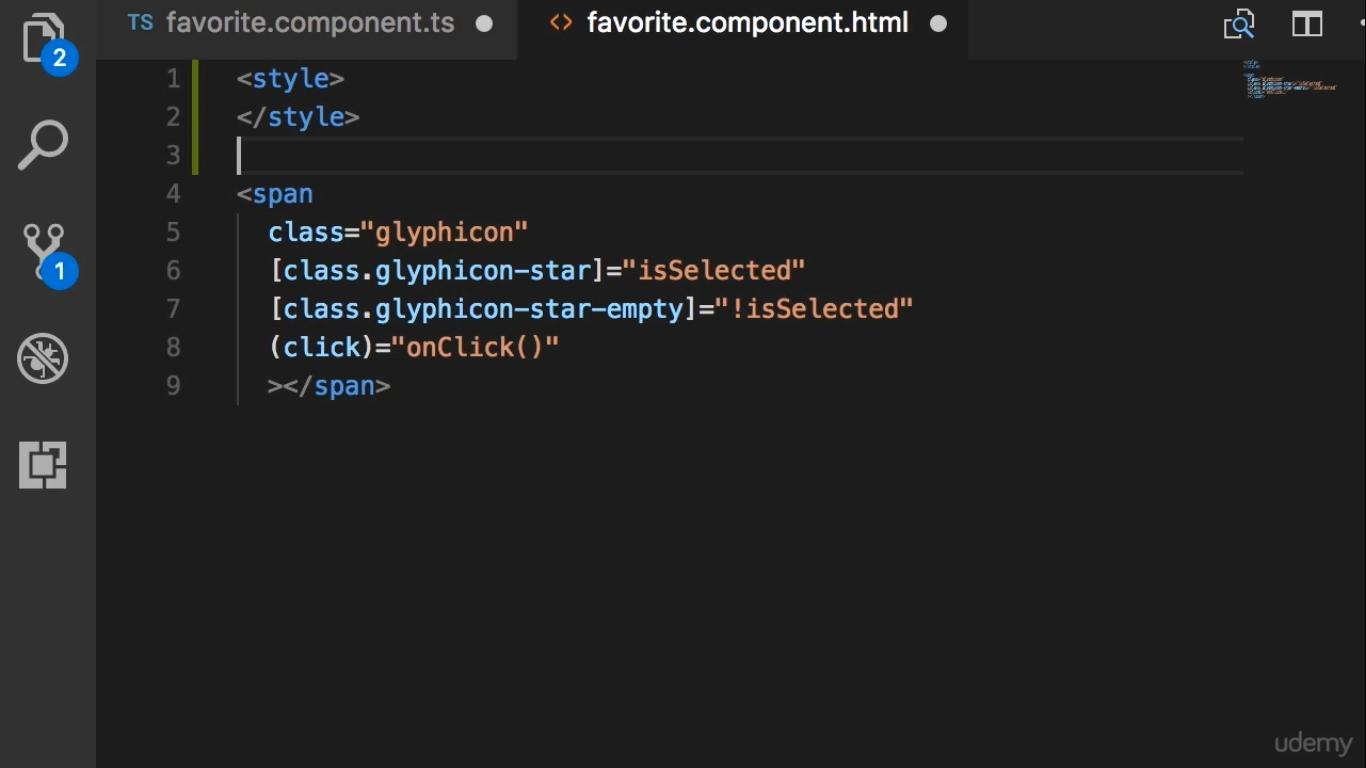 TS favorite.component.ts
<> favorite.component.html
2
1
1 <style>
2 </style>
3
4 <span
5 class="glyphicon"
6 [class.glyphicon-star]="isSelected"
7 [class.glyphicon-star-empty]="!isSelected"
8 (click)="onClick()"
9 ></span>
udemy